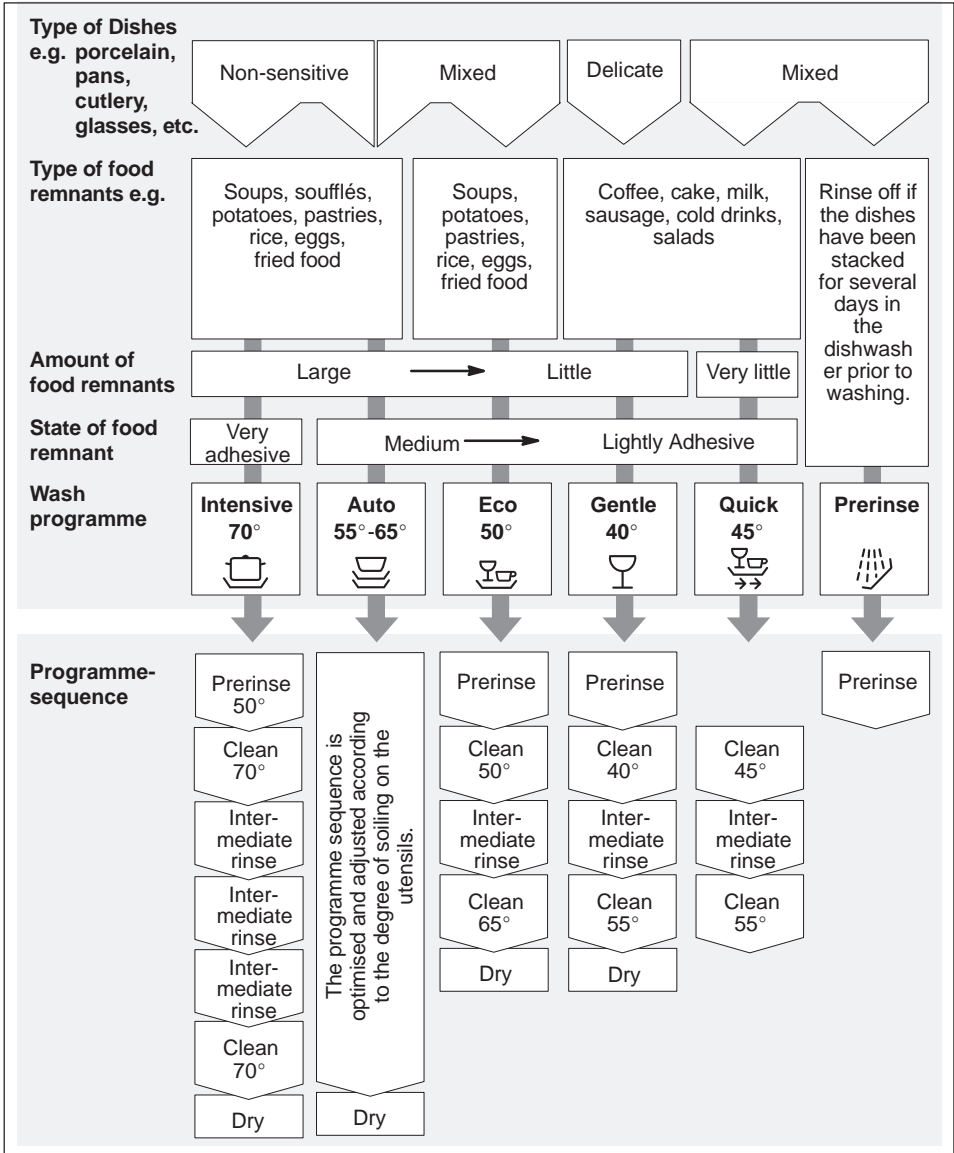 Type of Dishes
e.g. porcelain,
pans,
cutlery,
glasses, etc.
Non-sensitive
Mixed
Delicate
Mixed
Type of food
remnants e.g.
Soups, soufflés,
potatoes, pastries,
rice, eggs,
fried food
Soups,
potatoes,
pastries,
rice, eggs,
fried food
Coffee, cake, milk,
sausage, cold drinks,
salads
Rinse off if
the dishes
have been
stacked
for several
days in
the
dishwash
er prior to
washing.
Amount of
food remnants
Large
Little
Very little
State of food
remnant
Very
adhesive
Medium
Lightly Adhesive
Wash
programme
Intensive
70°
Auto
55°-65°
Eco
50°
Gentle
40°
Quick
45°
Prerinse
Programme-
sequence
Prerinse
50°
Clean
70°
Inter-
mediate
rinse
Inter-
mediate
rinse
Inter-
mediate
rinse
Clean
70°
Dry
The programme sequence is
optimised and adjusted according
to the degree of soiling on the
utensils.
Dry
Prerinse
Clean
50°
Inter-
mediate
rinse
Clean
65°
Dry
Prerinse
Clean
40°
Inter-
mediate
rinse
Clean
55°
Dry
Clean
45°
Inter-
mediate
rinse
Clean
55°
Prerinse